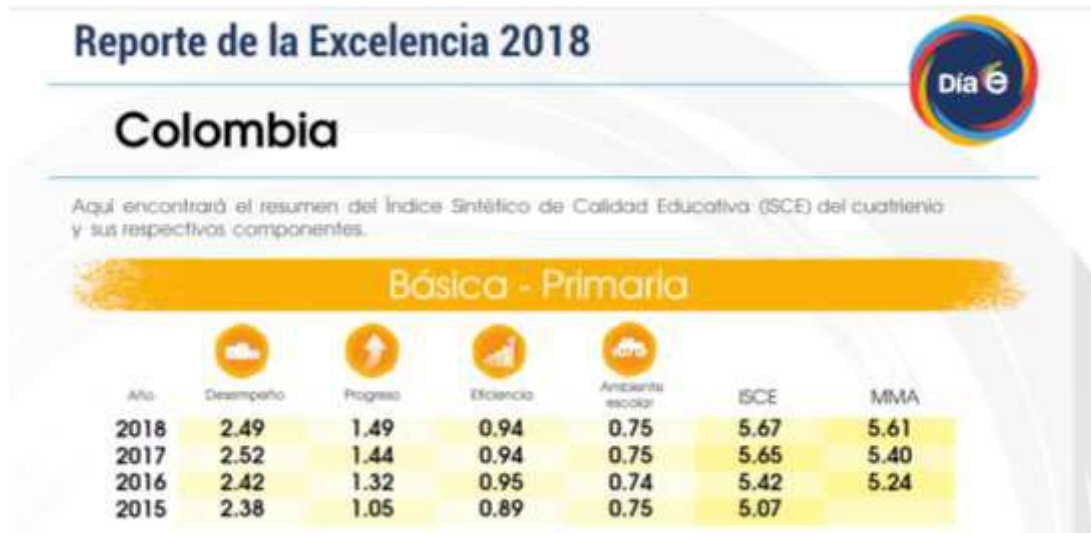 Reporte de la Excelencia 2018
Día é
Colombia
Aquí encontrará el resumen del Índice Sintético de Calidad Educativa (ISCE) del cuatrienio
y sus respectivos componentes.
Básica - Primaria
Año Desempeño Progreso Eficiencia Ambiente escolar ISCE MMA
2018 2.49 1.49 0.94 0.75 5.67 5.61
2017 2.52 1.44 0.94 0.75 5.65 5.40
2016 2.42 1.32 0.95 0.74 5.42 5.24
2015 2.38 1.05 0.89 0.75 5.07